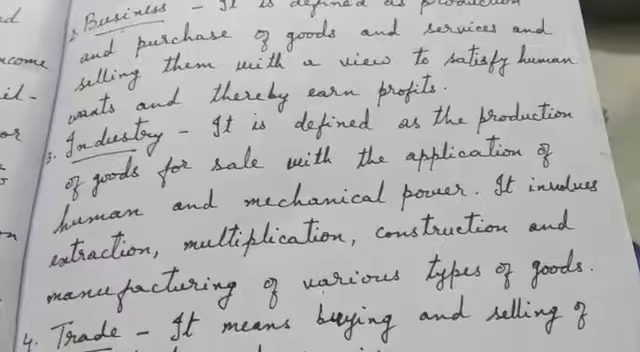 2. Business - It is defined as production
and purchase of goods and services and
selling them with a view to satisfy human
wants and thereby earn profits.
3. Industry - It is defined as the production
of goods for sale with the application of
human and mechanical power. It involves
extraction, multiplication, construction and
manufacturing of various types of goods.
4. Trade - It means buying and selling of